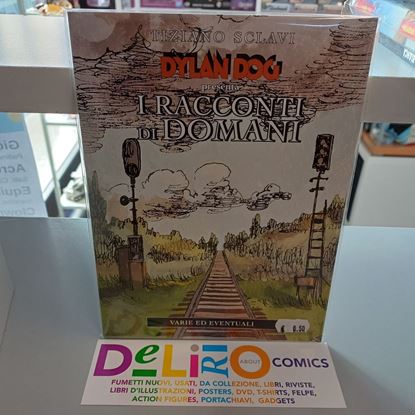 TIZIANO SCLAVI
DYLAN DOG
presenta
I RACCONTI
DI DOMANI
VARIE ED EVENTUALI
€ 8.50
DeLiRiO ABOUT COMICS
FUMETTI NUOVI, USATI, DA COLLEZIONE, LIBRI, RIVISTE,
LIBRI D'ILLUSTRAZIONI, POSTERS, DVD, T-SHIRTS, FELPE,
ACTION FIGURES, PORTACHIAVI, GADGETS